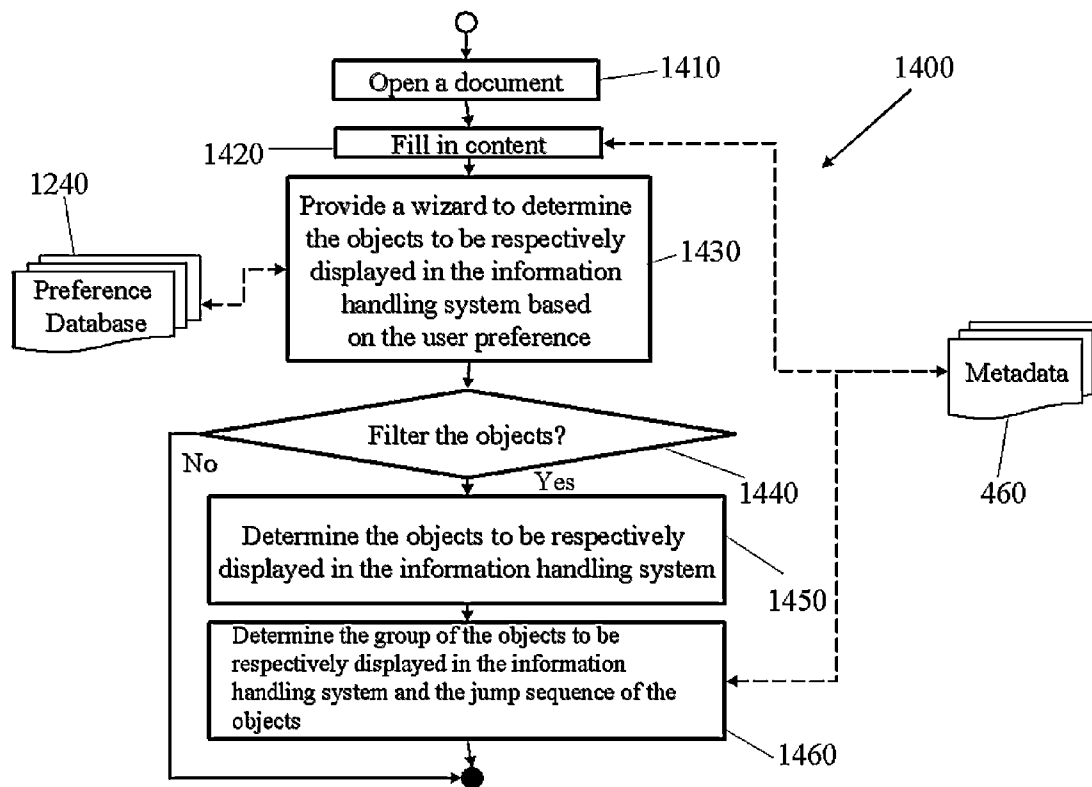 1410
Open a document
1400
1420
Fill in content
1240
Provide a wizard to determine
the objects to be respectively
displayed in the information
handling system based
on the user preference
1430
Preference
Database
Metadata
Filter the objects?
No
Yes
1440
460
Determine the objects to be respectively
displayed in the information handling system
1450
Determine the group of the objects to be
respectively displayed in the information
handling system and the jump sequence of the
objects
1460